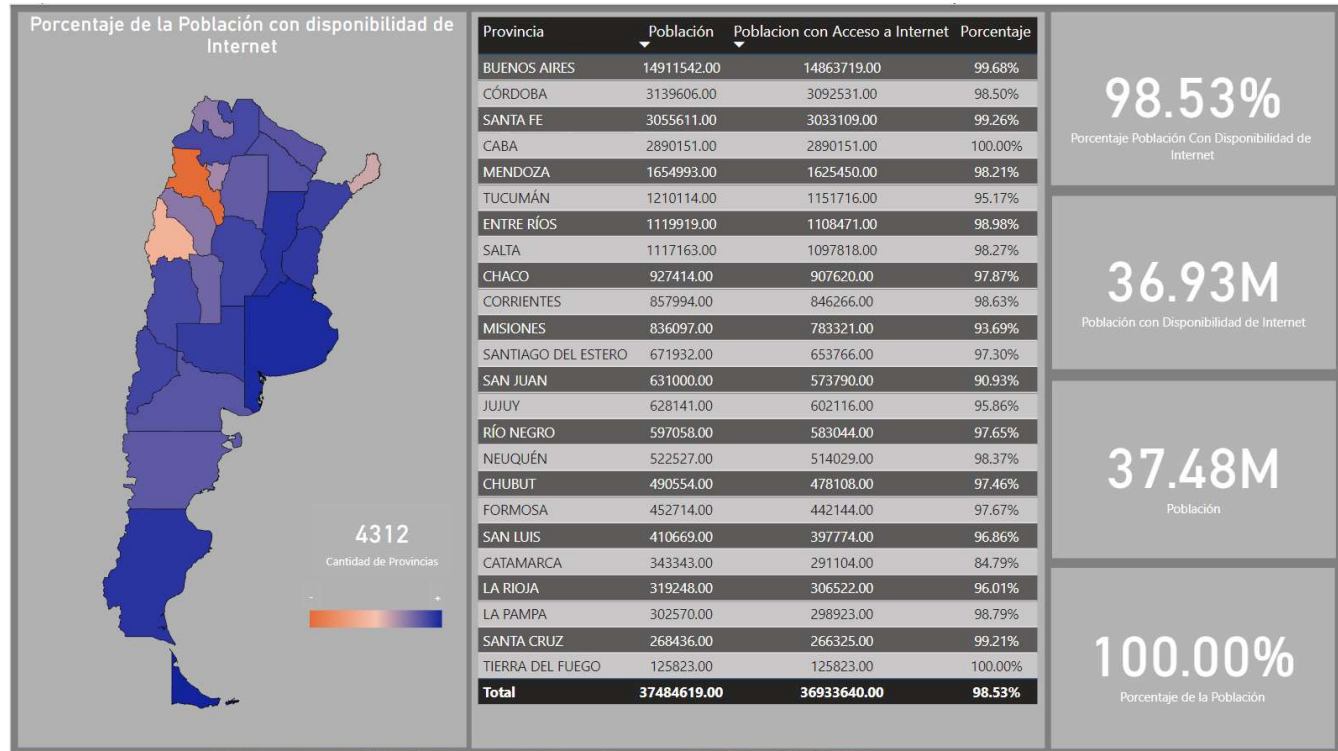 Porcentaje de la Población con disponibilidad de
Internet
4312
Cantidad de Provincias
- +
Provincia Población Poblacion con Acceso a Internet Porcentaje
BUENOS AIRES 14911542.00 14863719.00 99.68%
CÓRDOBA 3139606.00 3092531.00 98.50%
SANTA FE 3055611.00 3033109.00 99.26%
CABA 2890151.00 2890151.00 100.00%
MENDOZA 1654993.00 1625450.00 98.21%
TUCUMÁN 1210114.00 1151716.00 95.17%
ENTRE RÍOS 1119919.00 1108471.00 98.98%
SALTA 1117163.00 1097818.00 98.27%
CHACO 927414.00 907620.00 97.87%
CORRIENTES 857994.00 846266.00 98.63%
MISIONES 836097.00 783321.00 93.69%
SANTIAGO DEL ESTERO 671932.00 653766.00 97.30%
SAN JUAN 631000.00 573790.00 90.93%
JUJUY 628141.00 602116.00 95.86%
RÍO NEGRO 597058.00 583044.00 97.65%
NEUQUÉN 522527.00 514029.00 98.37%
CHUBUT 490554.00 478108.00 97.46%
FORMOSA 452714.00 442144.00 97.67%
SAN LUIS 410669.00 397774.00 96.86%
CATAMARCA 343343.00 291104.00 84.79%
LA RIOJA 319248.00 306522.00 96.01%
LA PAMPA 302570.00 298923.00 98.79%
SANTA CRUZ 268436.00 266325.00 99.21%
TIERRA DEL FUEGO 125823.00 125823.00 100.00%
Total 37484619.00 36933640.00 98.53%
98.53%
Porcentaje Población Con Disponibilidad de
Internet
36.93M
Población con Disponibilidad de Internet
37.48M
Población
100.00%
Porcentaje de la Población